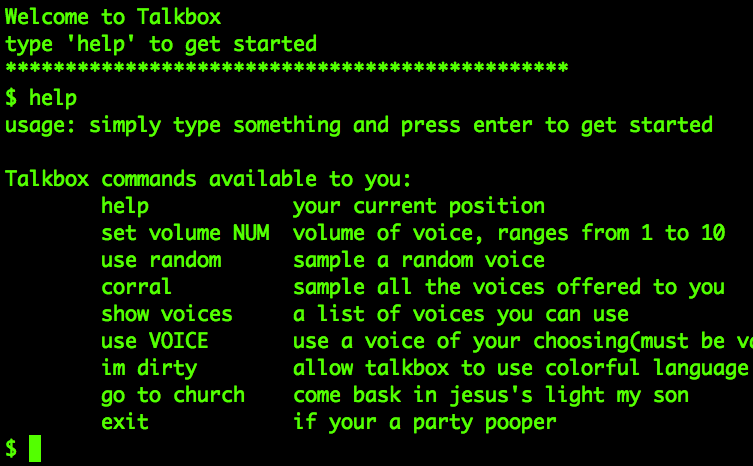 Welcome to Talkbox
type 'help' to get started
***********************************************
$ help
usage: simply type something and press enter to get started
Talkbox commands available to you:
help your current position
set volume NUM volume of voice, ranges from 1 to 10
use random sample a random voice
corral sample all the voices offered to you
show voices a list of voices you can use
use VOICE use a voice of your choosing(must be
im dirty allow talkbox to use colorful language
go to church come bask in jesus's light my son
exit if your a party pooper
$